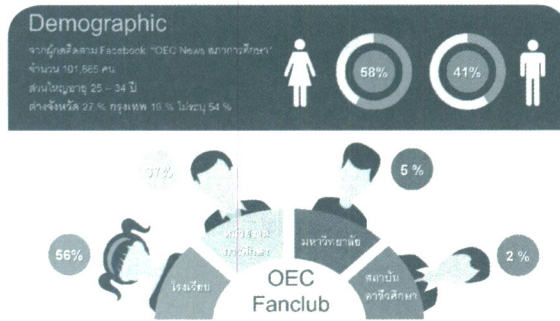 Demographic
จากผู้กดติดตาม Facebook "OEC News สภาการศึกษา"
จำนวน 101,665 คน
ส่วนใหญ่อายุ 25 – 34 ปี
ต่างจังหวัด 27 % กรุงเทพ 19 % ไม่ระบุ 54 %
58%
41%
37%
5 %
56%
2 %
โรงเรียน
มหาวิทยาลัย
สถาบัน
อาชีวศึกษา
OEC
Fanclub